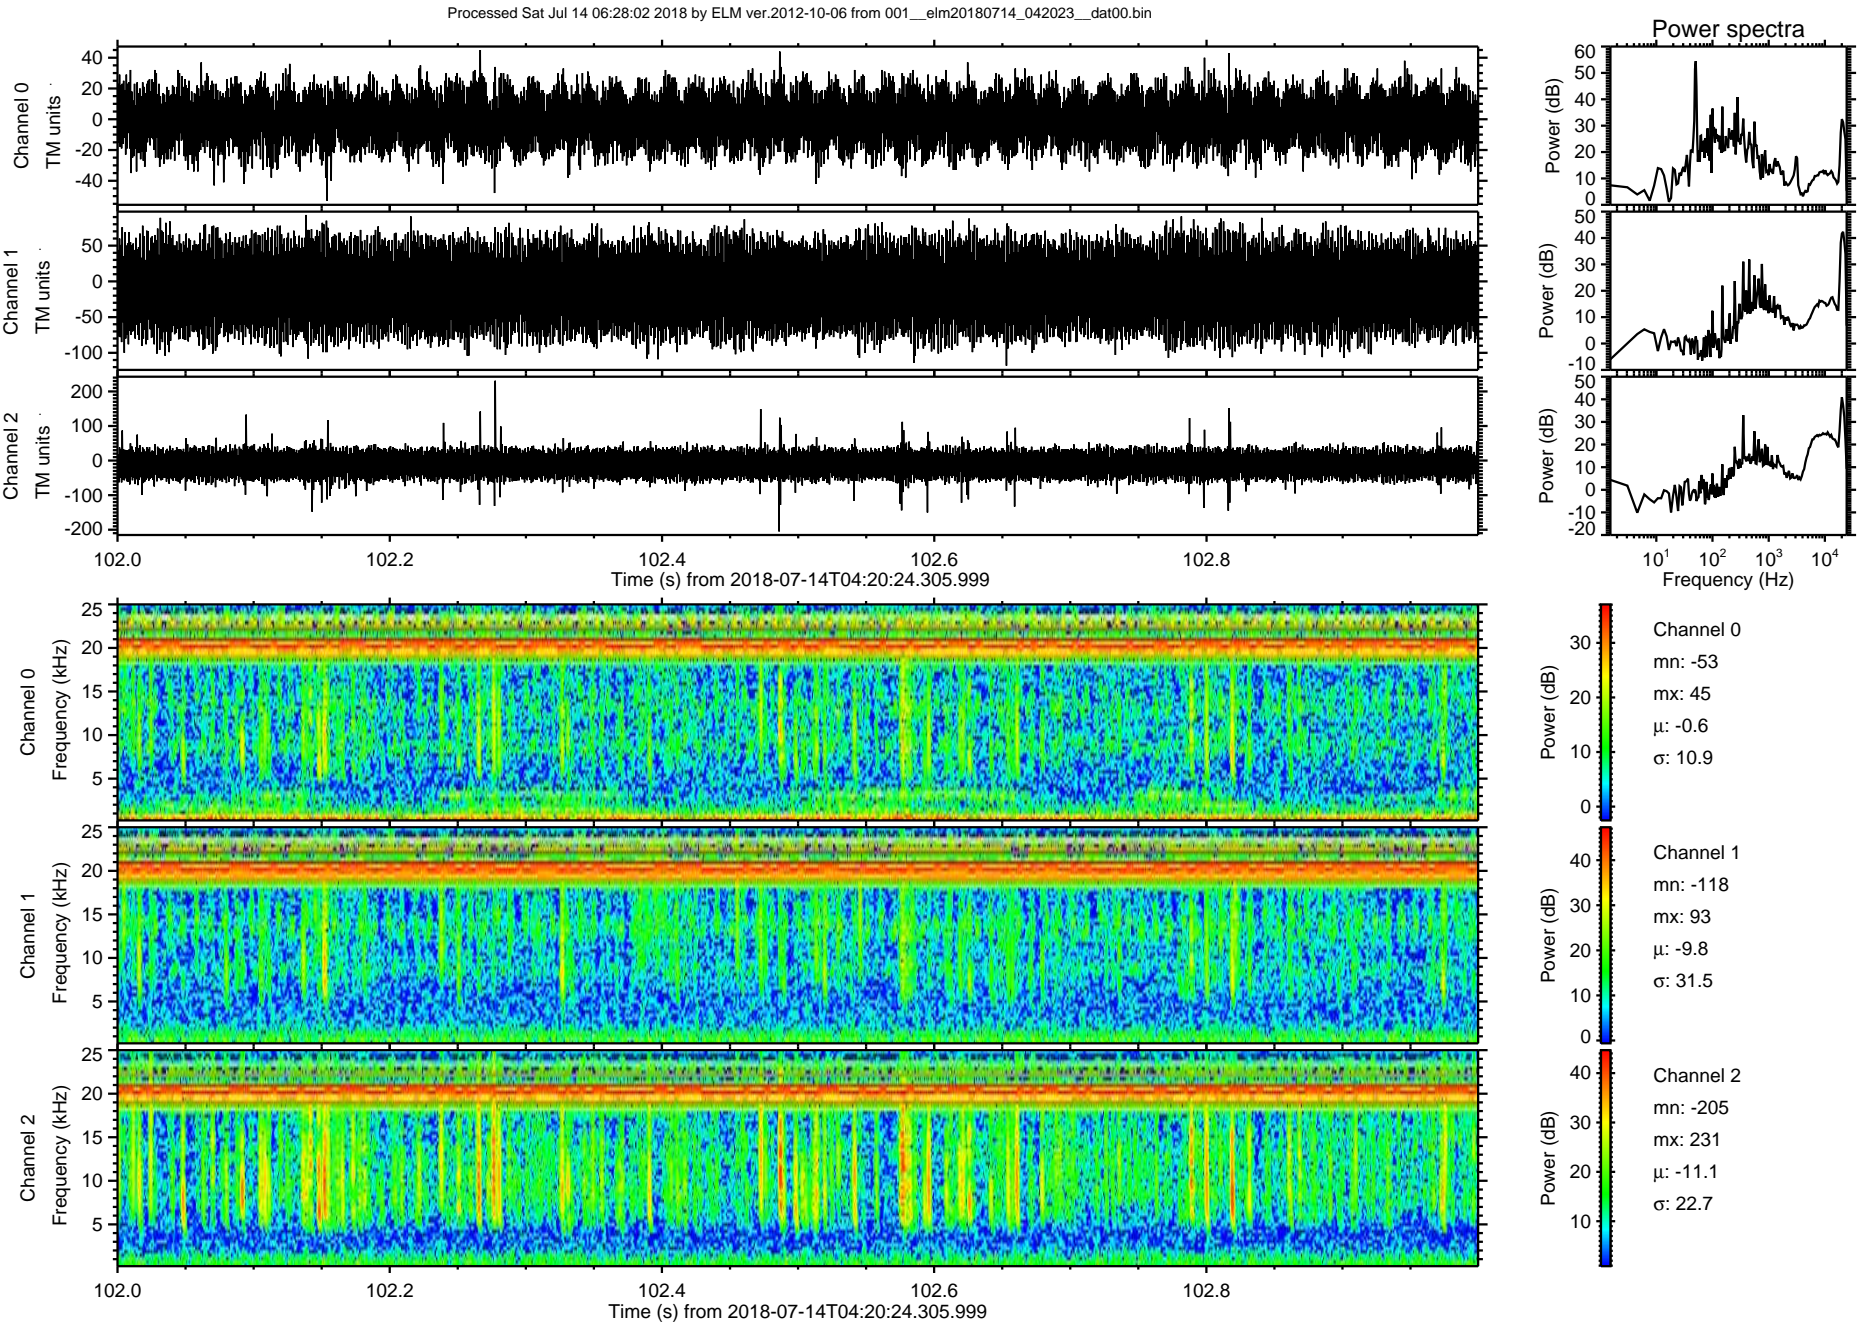 Processed Sat Jul 14 06:28:02 2018 by ELM ver.2012-10-06 from 001__elm20180714_042023__dat00.bin
Power spectra
Channel 0
TM units
40
20
0
-20
-40
Power (dB)
60
50
40
30
20
10
0
Channel 1
TM units
50
0
-50
-100
Power (dB)
50
40
30
20
10
0
-10
Channel 2
TM units
200
100
0
-100
-200
Power (dB)
50
40
30
20
10
0
-10
-20
102.0 102.2 102.4 102.6 102.8
Time (s) from 2018-07-14T04:20:24.305.999
10^1 10^2 10^3 10^4
Frequency (Hz)
Channel 0
Frequency (kHz)
25
20
15
10
5
Power (dB)
30
20
10
0
Channel 0
mn: -53
mx: 45
μ: -0.6
σ: 10.9
Channel 1
Frequency (kHz)
25
20
15
10
5
Power (dB)
40
30
20
10
0
Channel 1
mn: -118
mx: 93
μ: -9.8
σ: 31.5
Channel 2
Frequency (kHz)
25
20
15
10
5
Power (dB)
40
30
20
10
Channel 2
mn: -205
mx: 231
μ: -11.1
σ: 22.7
102.0 102.2 102.4 102.6 102.8
Time (s) from 2018-07-14T04:20:24.305.999